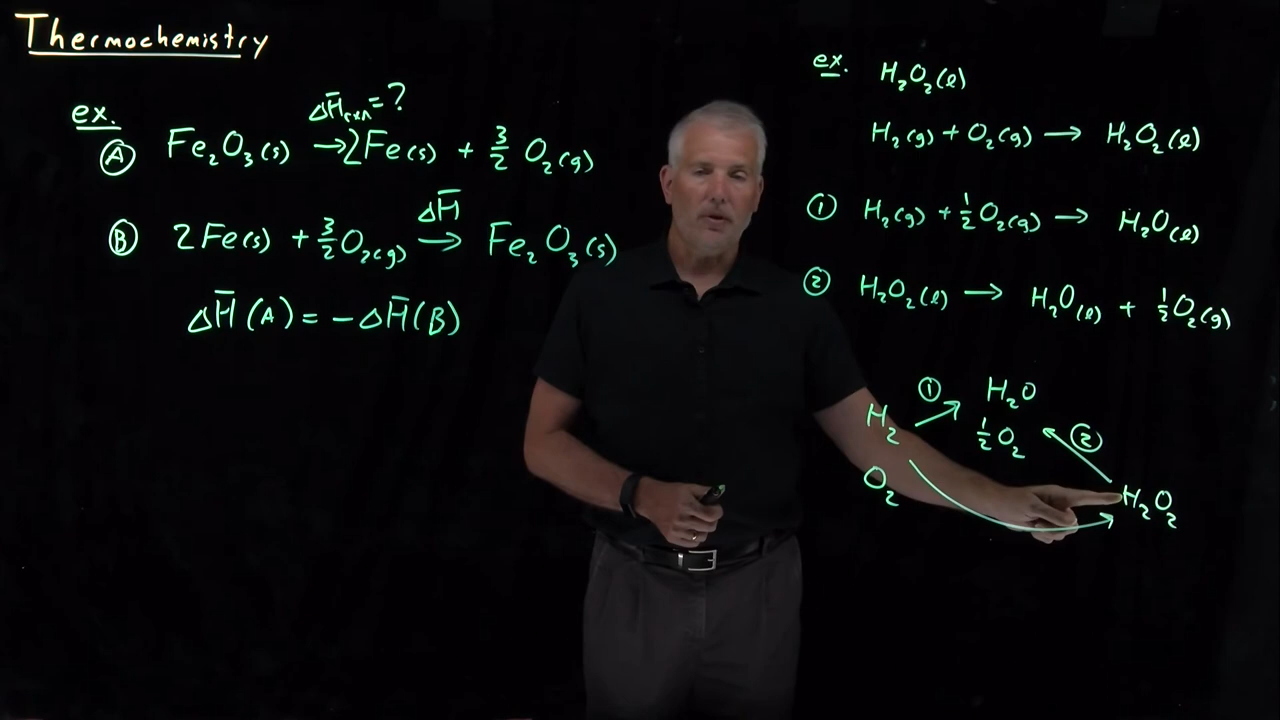 Thermochemistry
ex.
ΔH̅rxn = ?
Ⓐ Fe₂O₃(s) → 2Fe(s) + 3/2 O₂(g)
ΔH̅
Ⓑ 2Fe(s) + 3/2 O₂(g) → Fe₂O₃(s)
ΔH̅(A) = −ΔH̅(B)
ex. H₂O₂(ℓ)
H₂(g) + O₂(g) → H₂O₂(ℓ)
① H₂(g) + 1/2 O₂(g) → H₂O(ℓ)
② H₂O₂(ℓ) → H₂O(ℓ) + 1/2 O₂(g)
① H₂O
H₂ 1/2 O₂ ②
O₂ H₂O₂